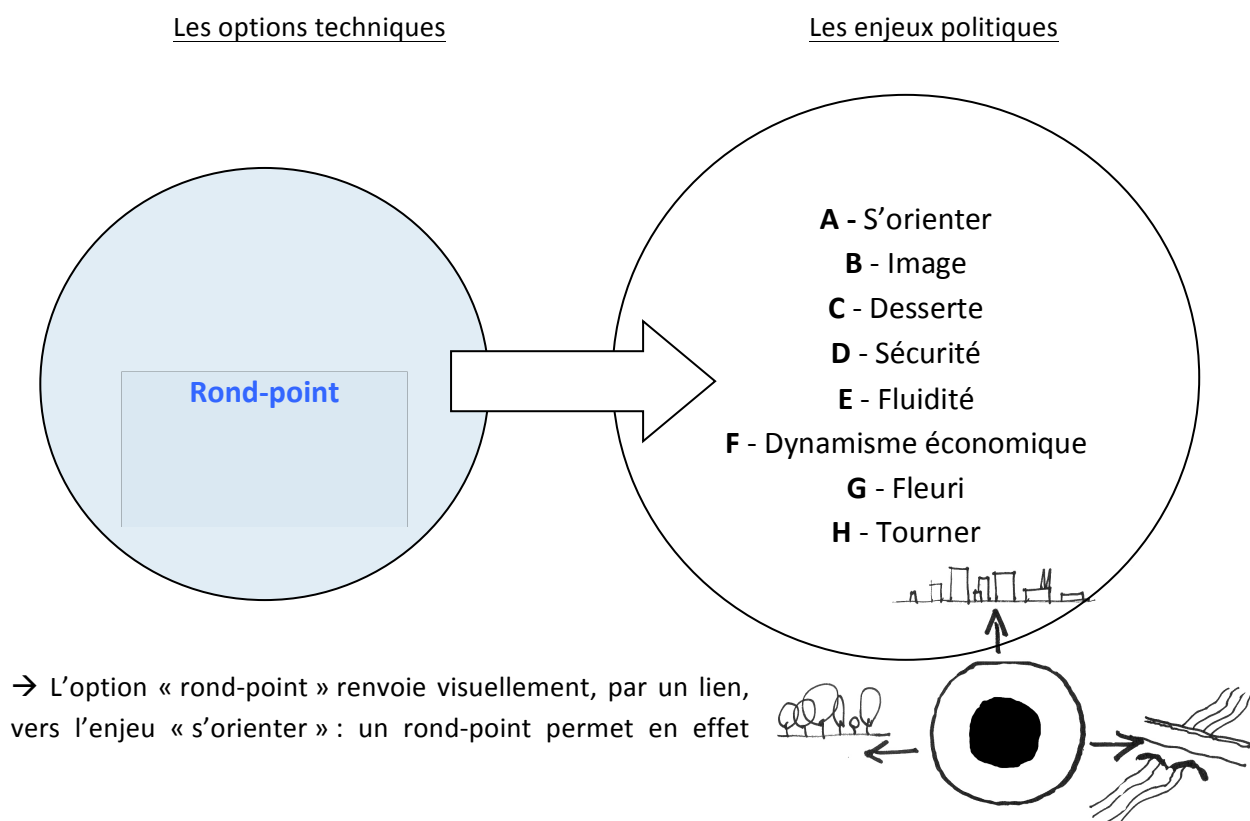 Les options techniques
Les enjeux politiques
Rond-point
A - S’orienter
B - Image
C - Desserte
D - Sécurité
E - Fluidité
F - Dynamisme économique
G - Fleuri
H - Tourner
→ L’option « rond-point » renvoie visuellement, par un lien,
vers l’enjeu « s’orienter » : un rond-point permet en effet